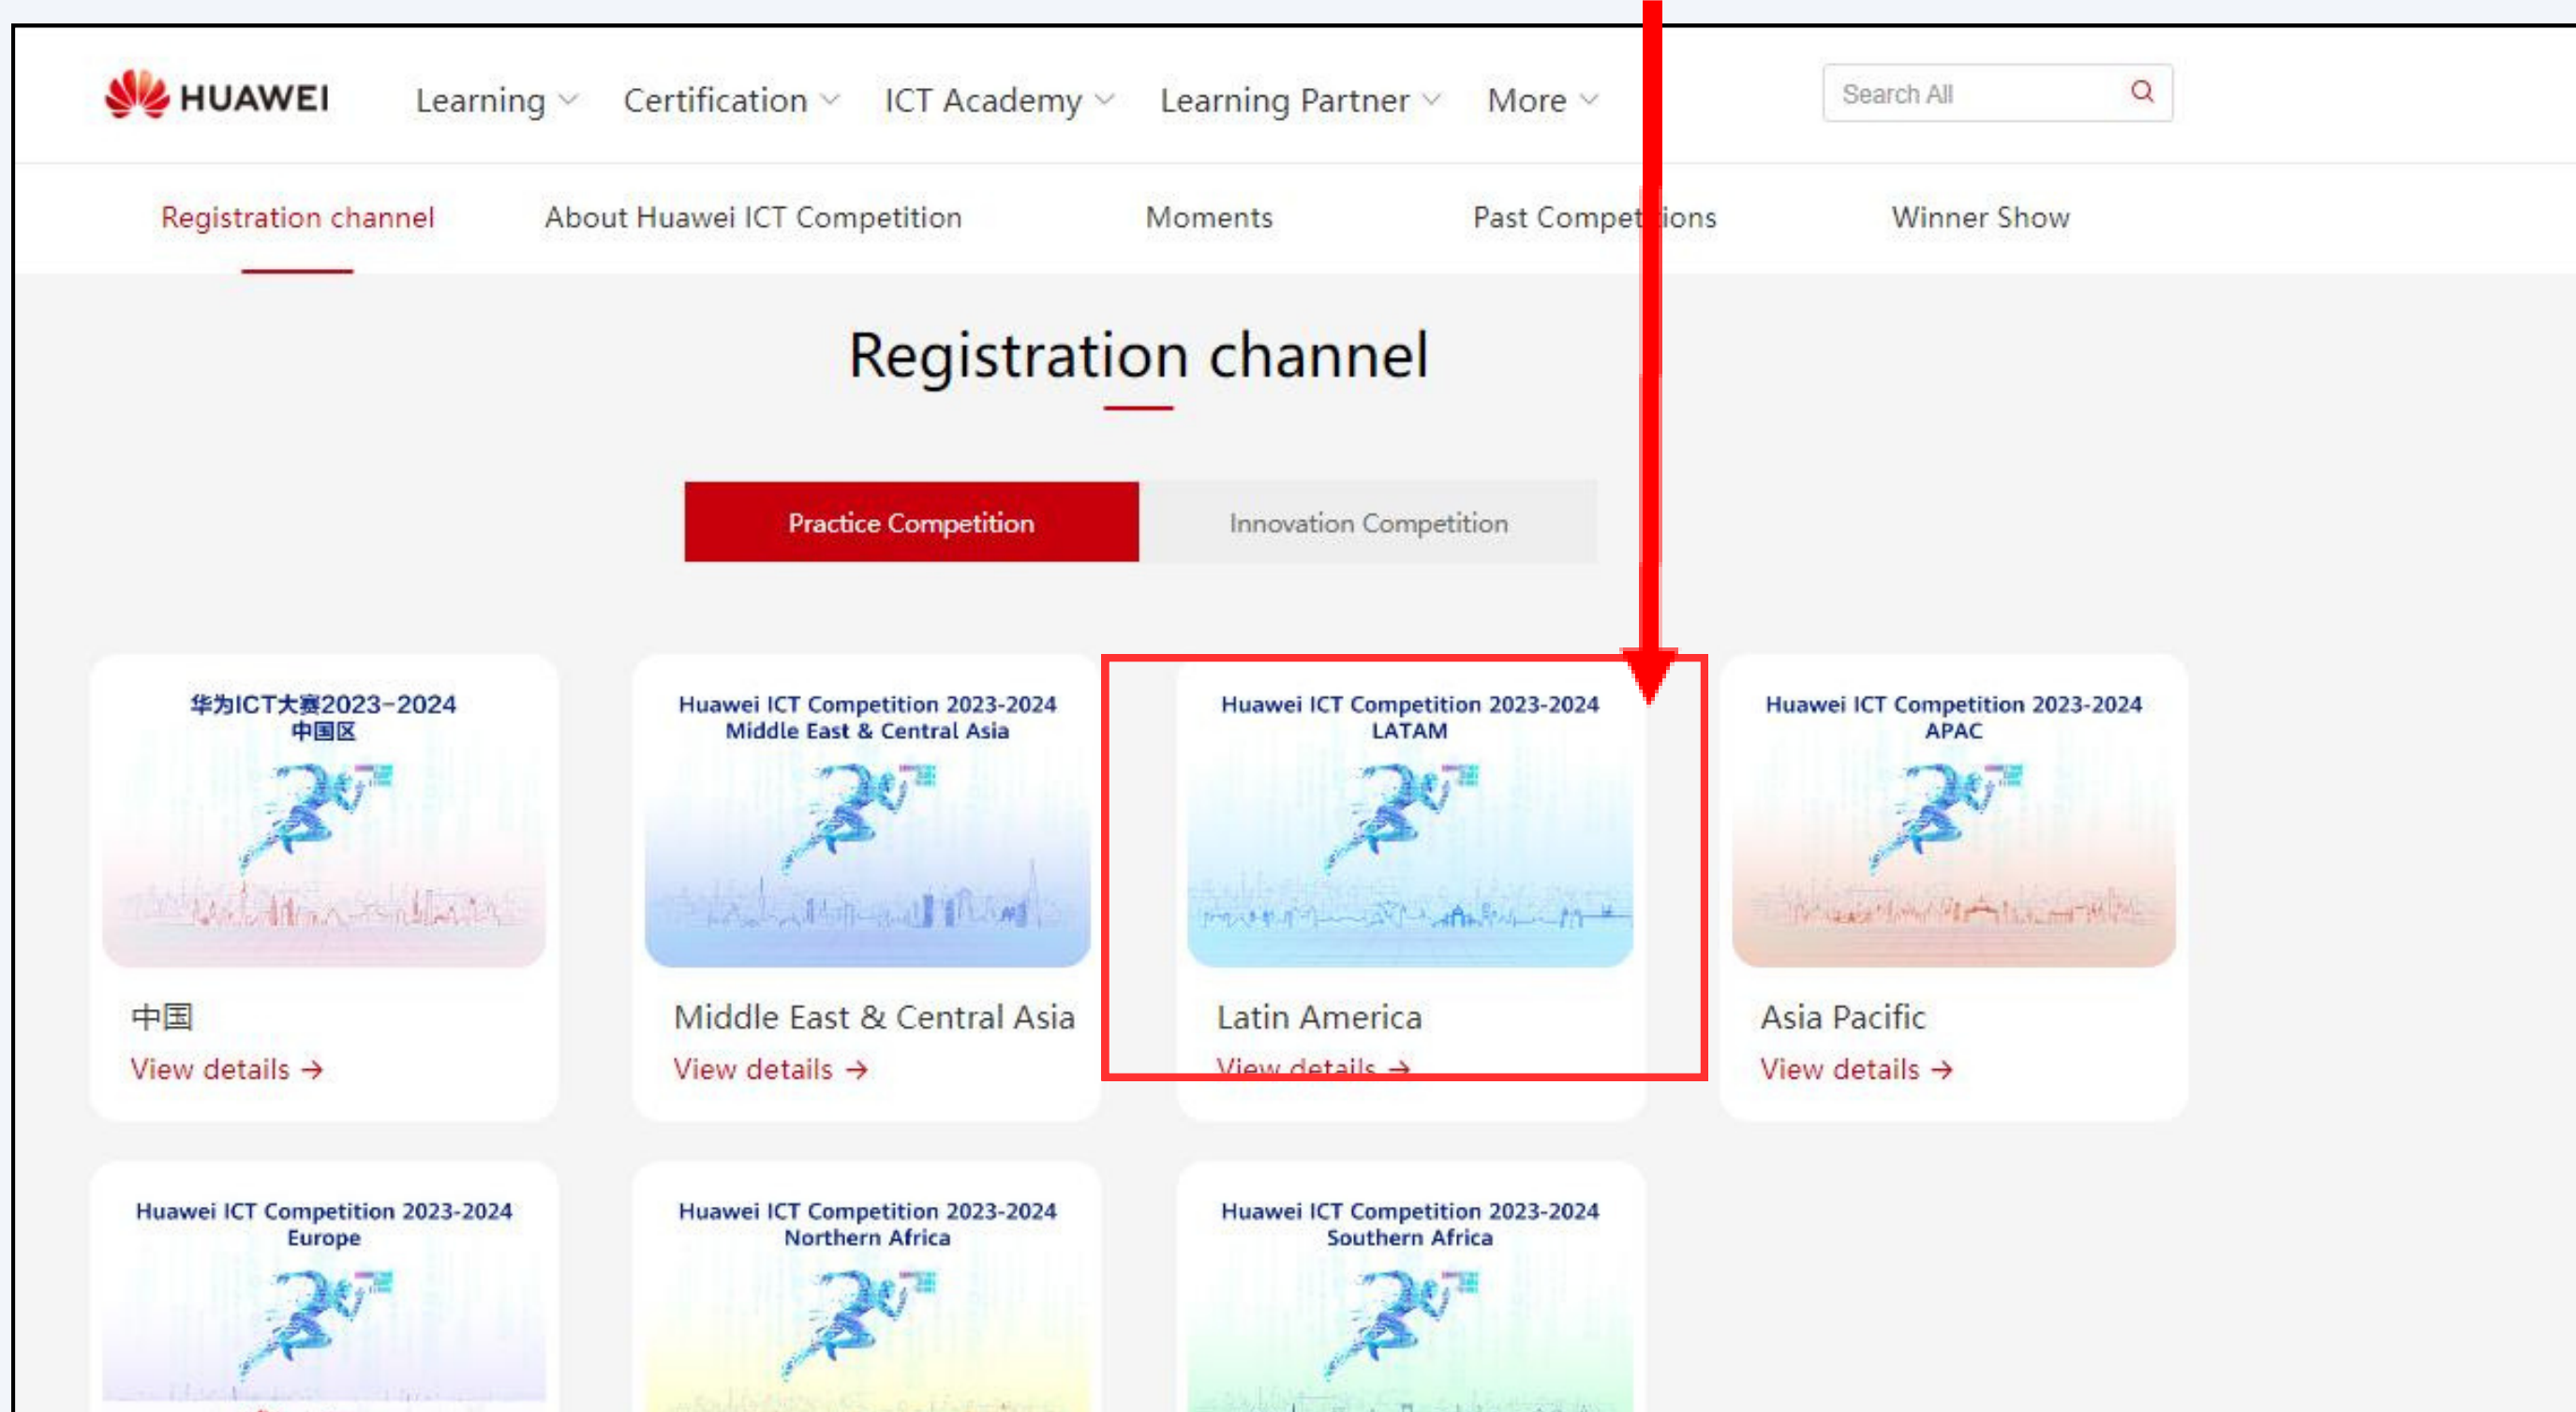 HUAWEI Learning Certification ICT Academy Learning Partner More Search All
Registration channel About Huawei ICT Competition Moments Past Competitions Winner Show
Registration channel
Practice Competition Innovation Competition
华为ICT大赛2023-2024
中国区
中国
View details →
Huawei ICT Competition 2023-2024
Middle East & Central Asia
Middle East & Central Asia
View details →
Huawei ICT Competition 2023-2024
LATAM
Latin America
View details →
Huawei ICT Competition 2023-2024
APAC
Asia Pacific
View details →
Huawei ICT Competition 2023-2024
Europe
Huawei ICT Competition 2023-2024
Northern Africa
Huawei ICT Competition 2023-2024
Southern Africa